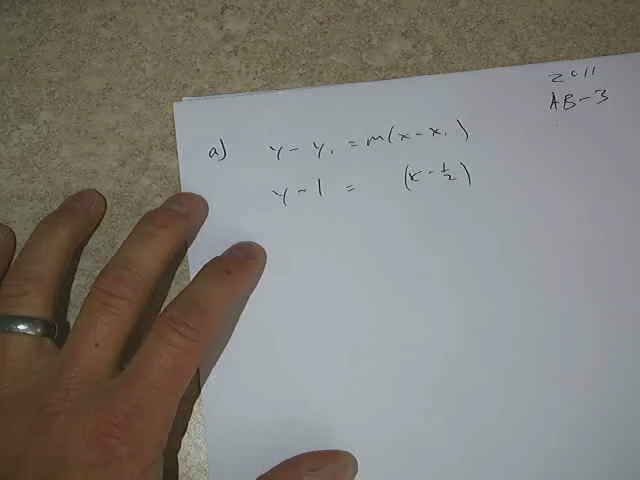 2011
AB-3
a) y - y₁ = m(x - x₁)
y - 1 = (x - 1/2)